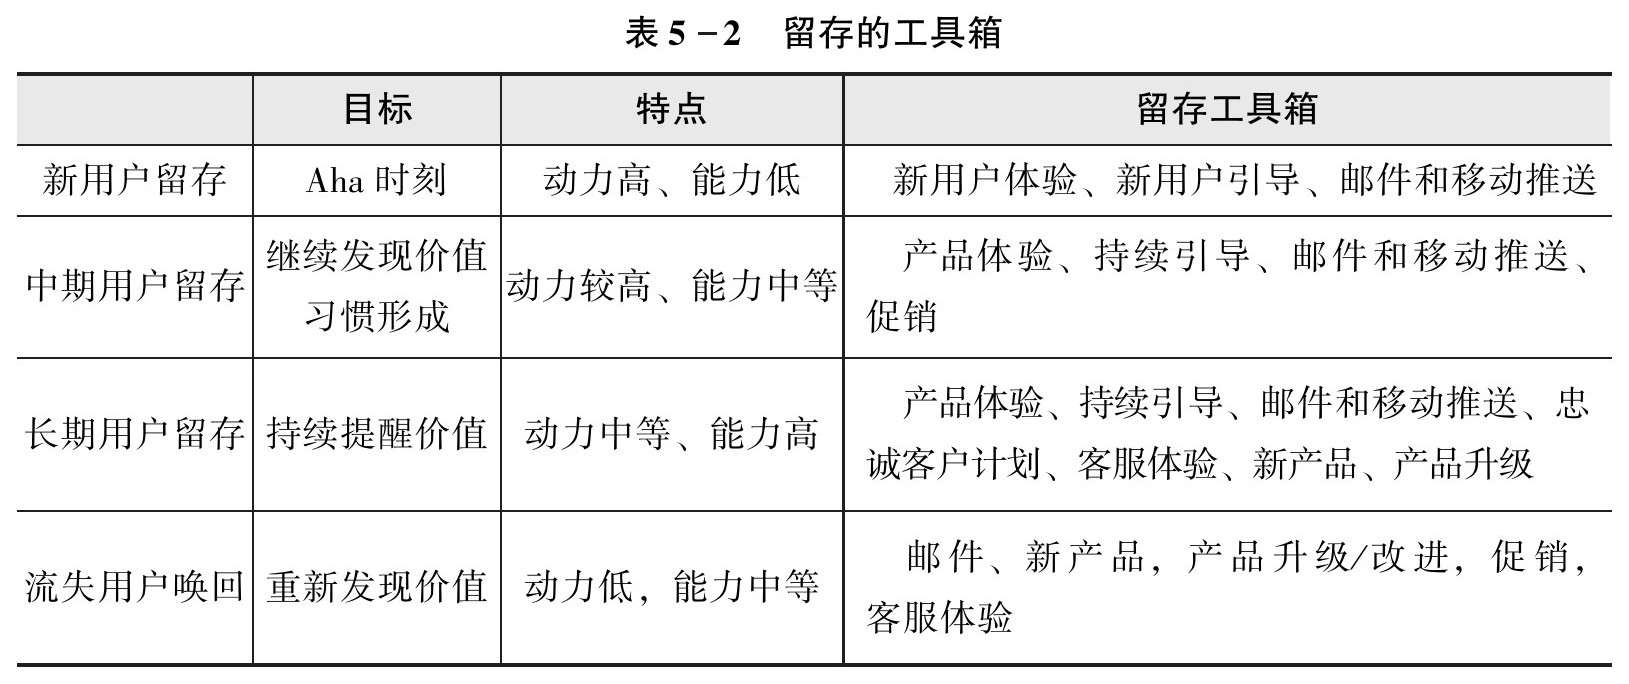 表5-2 留存的工具箱
目标 特点 留存工具箱
新用户留存 Aha时刻 动力高、能力低 新用户体验、新用户引导、邮件和移动推送
中期用户留存
继续发现价值
习惯形成
动力较高、能力中等
产品体验、持续引导、邮件和移动推送、
促销
长期用户留存 持续提醒价值 动力中等、能力高
产品体验、持续引导、邮件和移动推送、忠
诚客户计划、客服体验、新产品、产品升级
流失用户唤回 重新发现价值 动力低，能力中等
邮件、新产品，产品升级/改进，促销，
客服体验